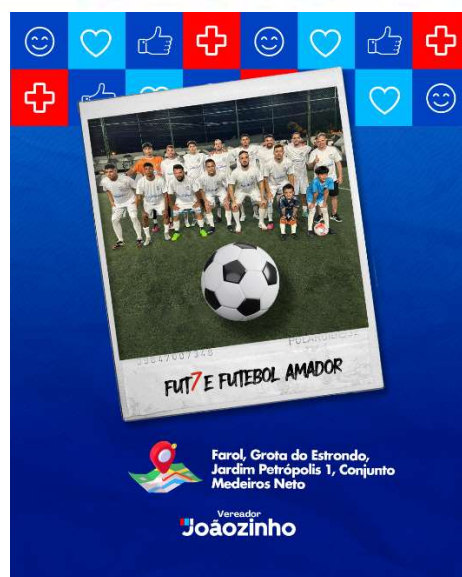 FUT7 E FUTEBOL AMADOR
Farol, Grota do Estrondo,
Jardim Petrópolis 1, Conjunto
Medeiros Neto
Vereador
Joãozinho